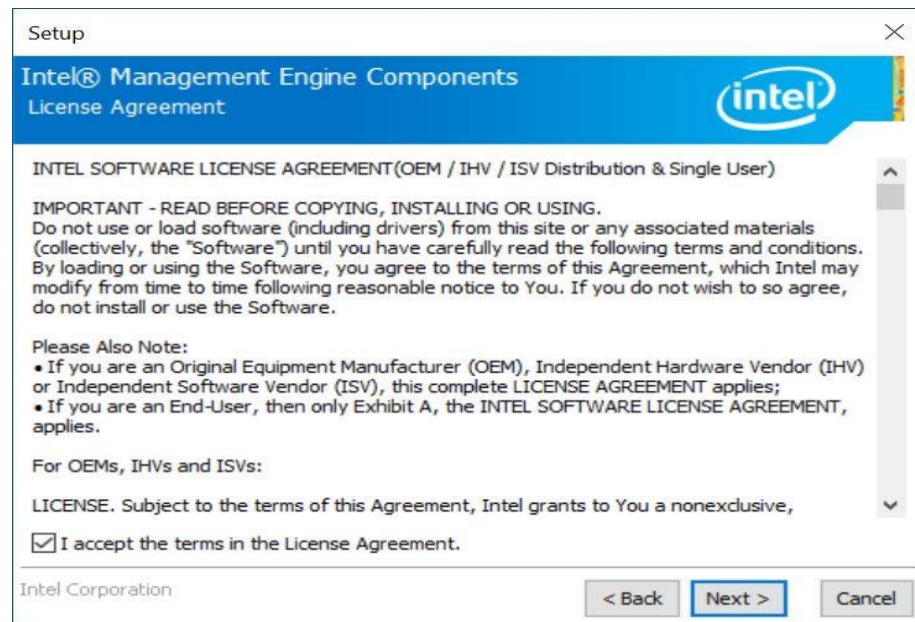 Setup
Intel® Management Engine Components
License Agreement
intel
INTEL SOFTWARE LICENSE AGREEMENT(OEM / IHV / ISV Distribution & Single User)
IMPORTANT - READ BEFORE COPYING, INSTALLING OR USING.
Do not use or load software (including drivers) from this site or any associated materials
(collectively, the "Software") until you have carefully read the following terms and conditions.
By loading or using the Software, you agree to the terms of this Agreement, which Intel may
modify from time to time following reasonable notice to You. If you do not wish to so agree,
do not install or use the Software.
Please Also Note:
• If you are an Original Equipment Manufacturer (OEM), Independent Hardware Vendor (IHV)
or Independent Software Vendor (ISV), this complete LICENSE AGREEMENT applies;
• If you are an End-User, then only Exhibit A, the INTEL SOFTWARE LICENSE AGREEMENT,
applies.
For OEMs, IHVs and ISVs:
LICENSE. Subject to the terms of this Agreement, Intel grants to You a nonexclusive,
I accept the terms in the License Agreement.
Intel Corporation
< Back Next > Cancel